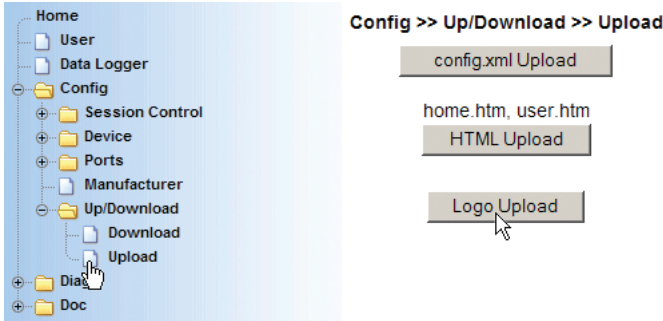 Home
User
Data Logger
Config
Session Control
Device
Ports
Manufacturer
Up/Download
Download
Upload
Doc
Config >> Up/Download >> Upload
config.xml Upload
home.htm, user.htm
HTML Upload
Logo Upload